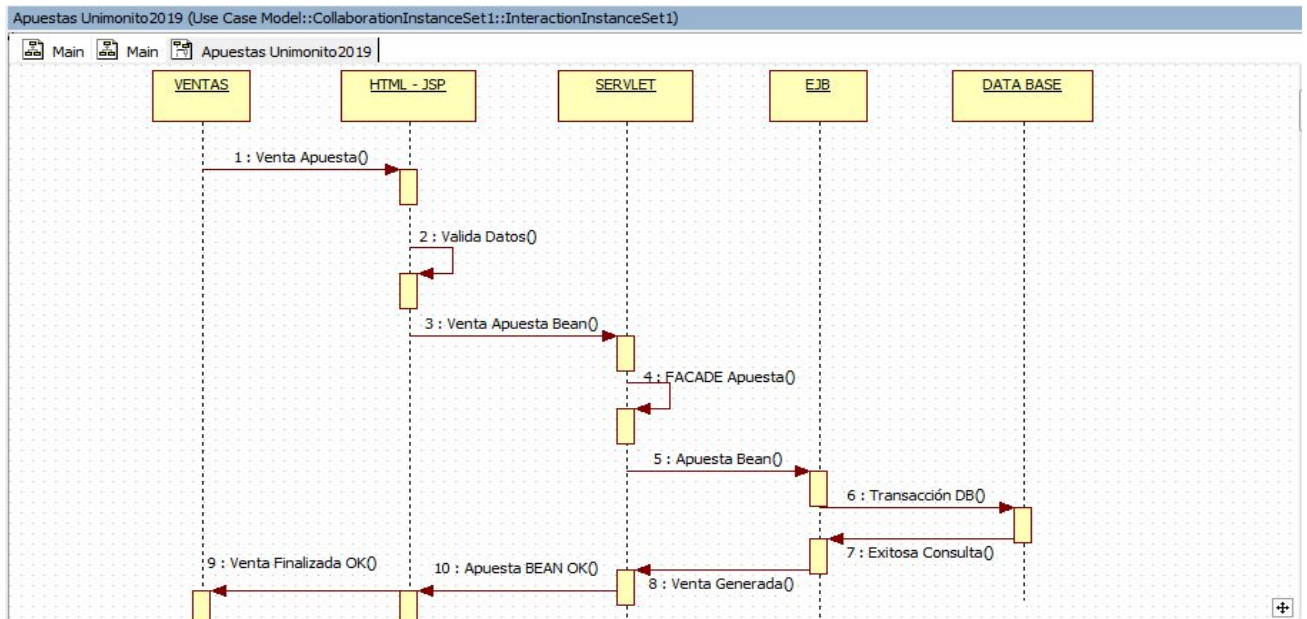 Apuestas Unimonito2019 (Use Case Model::CollaborationInstanceSet1::InteractionInstanceSet1)
Main Main Apuestas Unimonito2019
VENTAS HTML - JSP SERVLET EJB DATA BASE
1 : Venta Apuesta()
2 : Valida Datos()
3 : Venta Apuesta Bean()
4 : FACADE Apuesta()
5 : Apuesta Bean()
6 : Transacción DB()
7 : Exitosa Consulta()
9 : Venta Finalizada OK() 10 : Apuesta BEAN OK()
8 : Venta Generada()